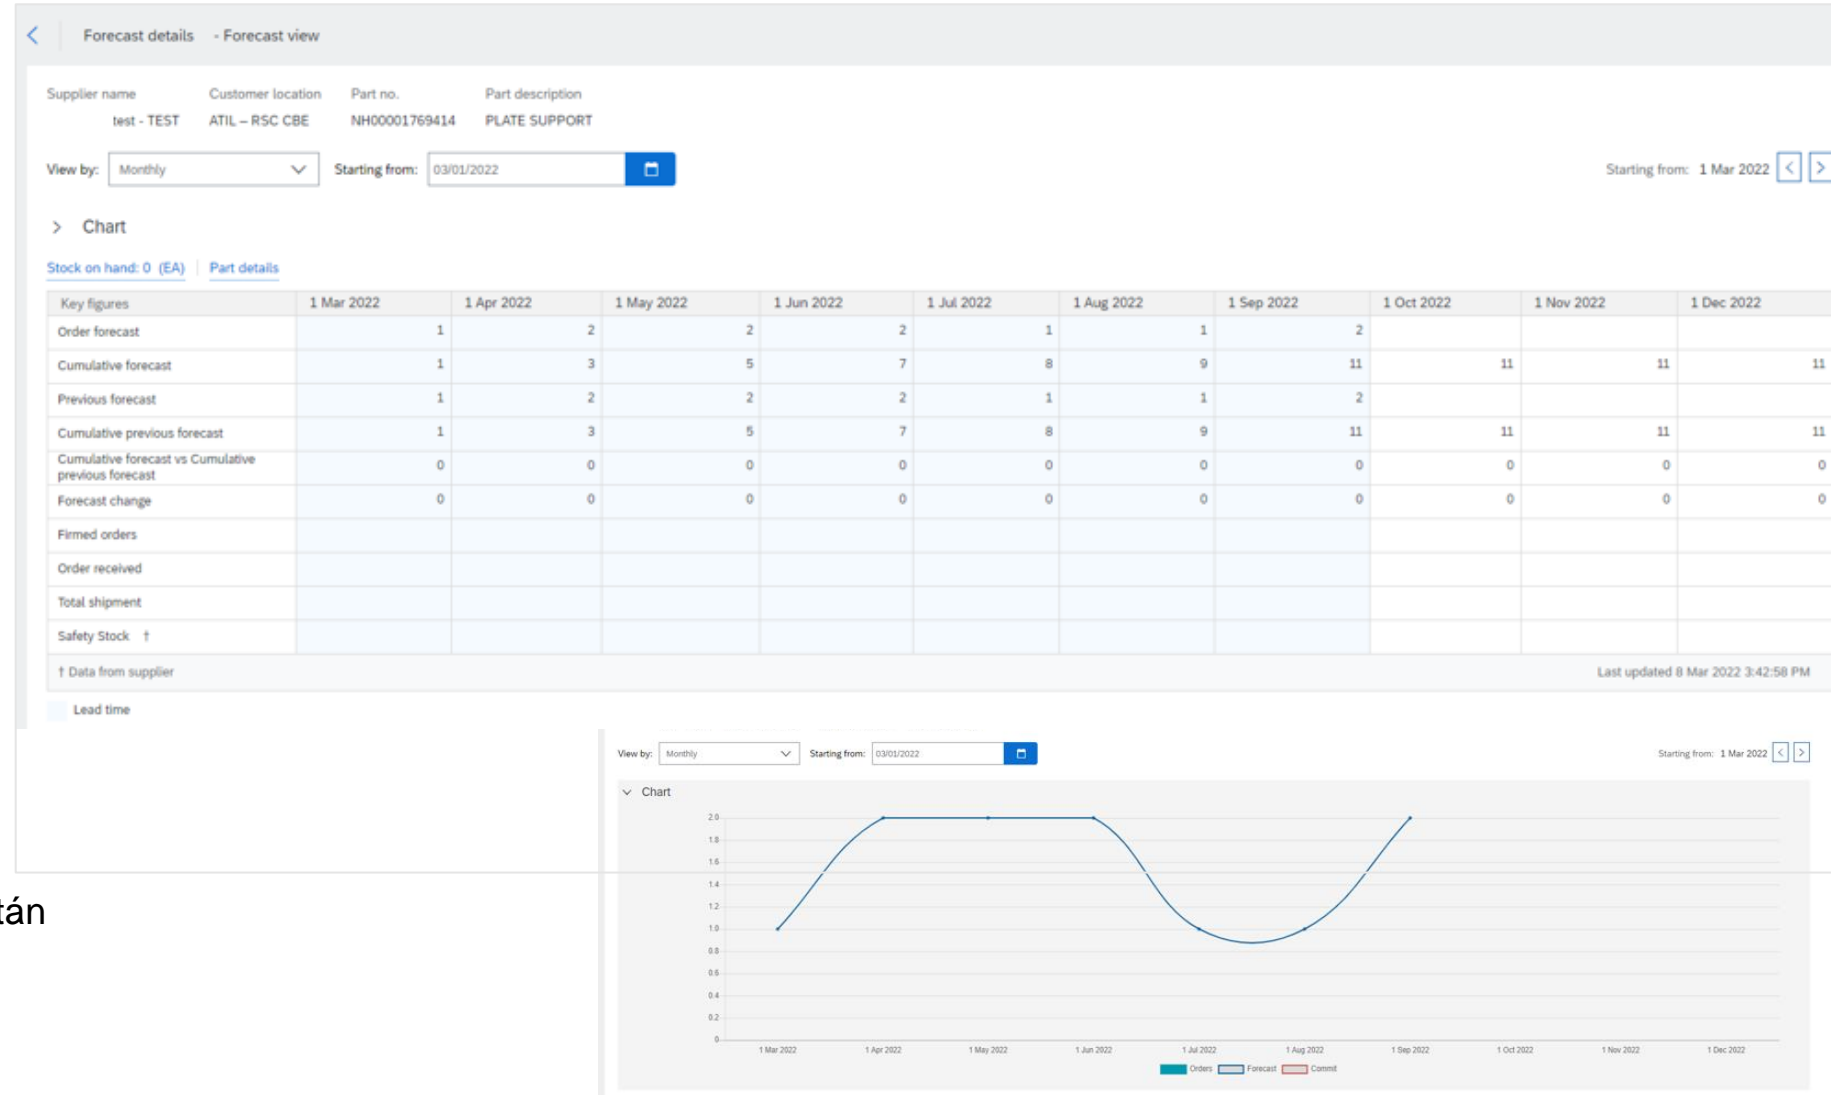 Forecast details - Forecast view
Supplier name Customer location Part no. Part description
test - TEST ATIL – RSC CBE NH00001769414 PLATE SUPPORT
View by: Monthly Starting from: 03/01/2022 Starting from: 1 Mar 2022
Chart
Stock on hand: 0 (EA) Part details
Key figures 1 Mar 2022 1 Apr 2022 1 May 2022 1 Jun 2022 1 Jul 2022 1 Aug 2022 1 Sep 2022 1 Oct 2022 1 Nov 2022 1 Dec 2022
Order forecast 1 2 2 2 1 1 2
Cumulative forecast 1 3 5 7 8 9 11 11 11 11
Previous forecast 1 2 2 2 1 1 2
Cumulative previous forecast 1 3 5 7 8 9 11 11 11 11
Cumulative forecast vs Cumulative
previous forecast 0 0 0 0 0 0 0 0 0 0
Forecast change 0 0 0 0 0 0 0 0 0 0
Firmed orders
Order received
Total shipment
Safety Stock †
† Data from supplier Last updated 8 Mar 2022 3:42:58 PM
Lead time
View by: Monthly Starting from: 03/01/2022 Starting from: 1 Mar 2022
Chart
2.0
1.8
1.6
1.4
1.2
1.0
0.8
0.6
0.4
0.2
0
1 Mar 2022 1 Apr 2022 1 May 2022 1 Jun 2022 1 Jul 2022 1 Aug 2022 1 Sep 2022 1 Oct 2022 1 Nov 2022 1 Dec 2022
Orders Forecast Commit